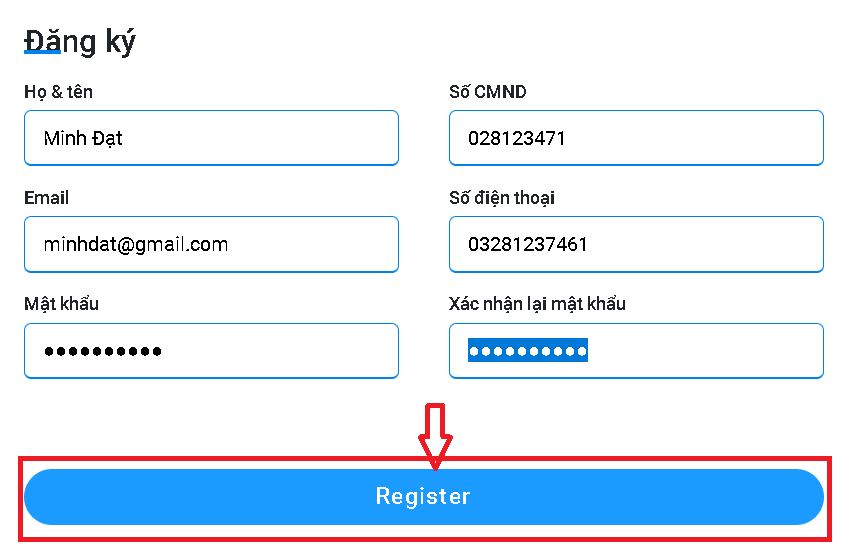 Đăng ký
Họ & tên
Số CMND
Minh Đạt
028123471
Email
Số điện thoại
minhdat@gmail.com
03281237461
Mật khẩu
Xác nhận lại mật khẩu
••••••••••
••••••••••
Register